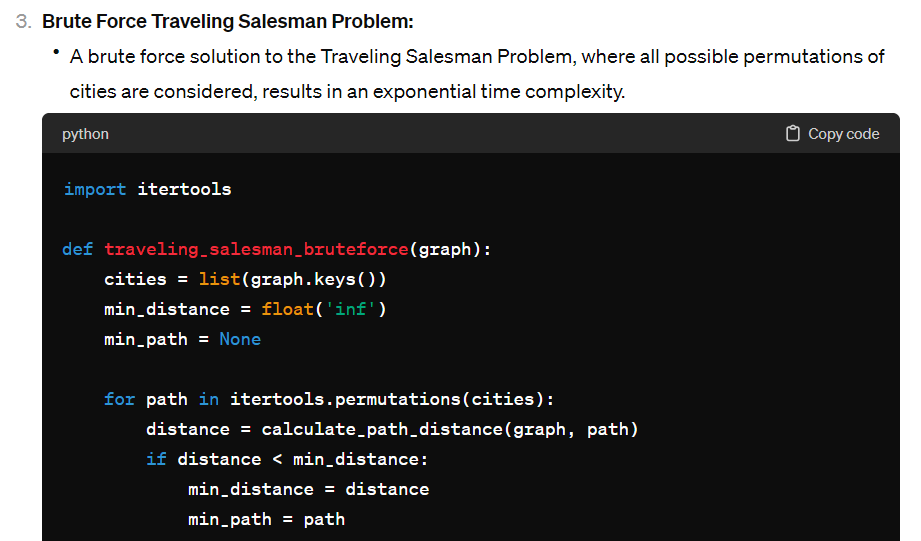 3. Brute Force Traveling Salesman Problem:
• A brute force solution to the Traveling Salesman Problem, where all possible permutations of
cities are considered, results in an exponential time complexity.
python Copy code
import itertools
def traveling_salesman_bruteforce(graph):
    cities = list(graph.keys())
    min_distance = float('inf')
    min_path = None
    for path in itertools.permutations(cities):
        distance = calculate_path_distance(graph, path)
        if distance < min_distance:
            min_distance = distance
            min_path = path